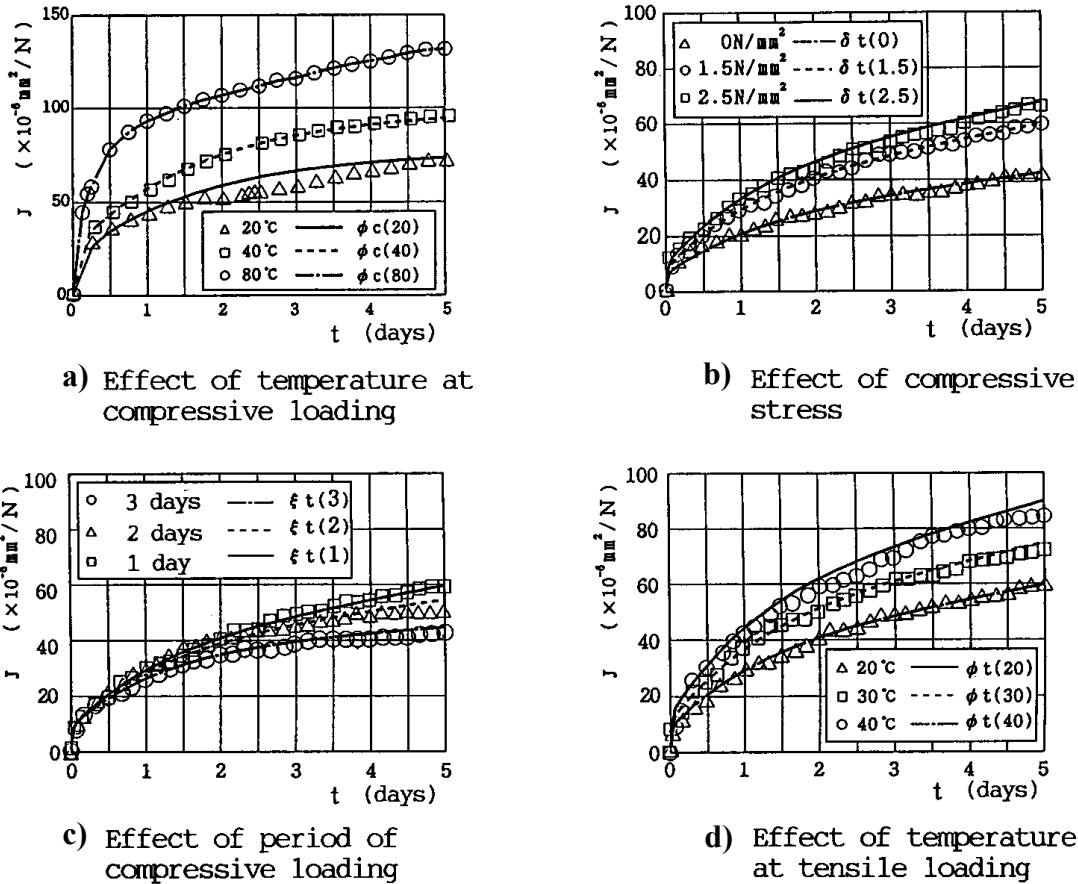 J (×10⁻⁶mm²/N)
150
100
50
0
△ 20℃ φc(20)
□ 40℃ φc(40)
○ 80℃ φc(80)
0 1 2 3 4 5
t (days)
a) Effect of temperature at
compressive loading
J (×10⁻⁶mm²/N)
100
80
60
40
20
0
△ 0N/mm² δt(0)
○ 1.5N/mm² δt(1.5)
□ 2.5N/mm² δt(2.5)
0 1 2 3 4 5
t (days)
b) Effect of compressive
stress
J (×10⁻⁶mm²/N)
100
80
60
40
20
0
○ 3 days ξt(3)
△ 2 days ξt(2)
□ 1 day ξt(1)
0 1 2 3 4 5
t (days)
c) Effect of period of
compressive loading
J (×10⁻⁶mm²/N)
100
80
60
40
20
0
△ 20℃ φt(20)
□ 30℃ φt(30)
○ 40℃ φt(40)
0 1 2 3 4 5
t (days)
d) Effect of temperature
at tensile loading